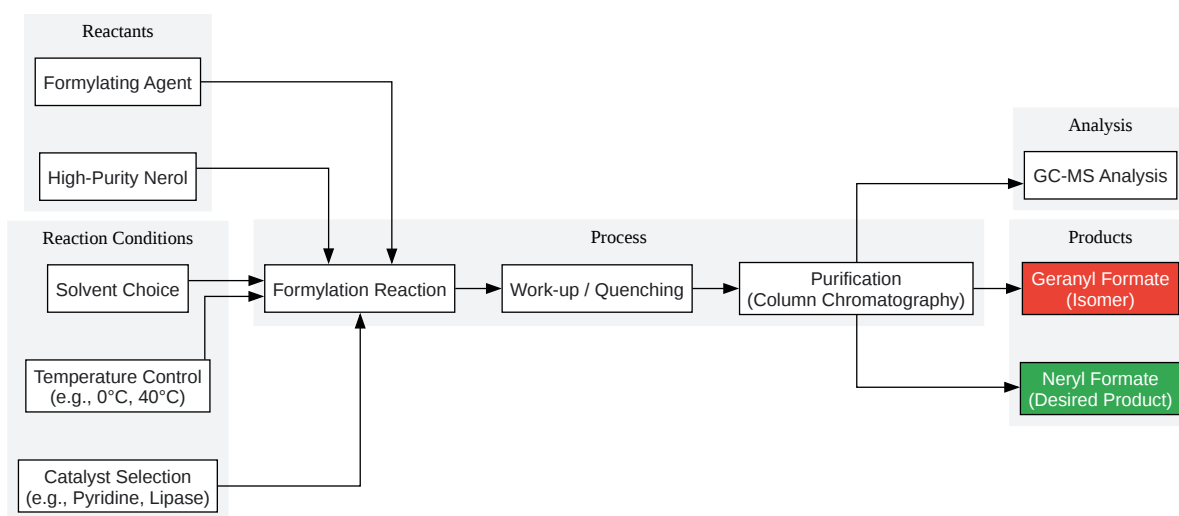 Reactants
Formylating Agent
High-Purity Nerol
Reaction Conditions
Solvent Choice
Temperature Control
(e.g., 0°C, 40°C)
Catalyst Selection
(e.g., Pyridine, Lipase)
Process
Formylation Reaction
Work-up / Quenching
Purification
(Column Chromatography)
Analysis
GC-MS Analysis
Products
Geranyl Formate
(Isomer)
Neryl Formate
(Desired Product)